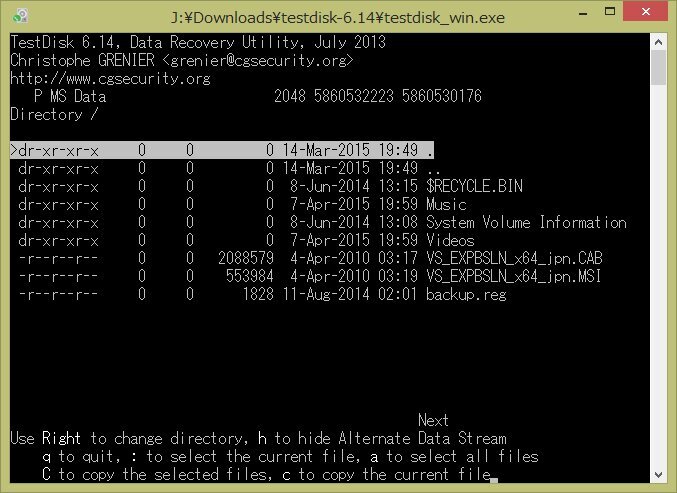 J:¥Downloads¥testdisk-6.14¥testdisk_win.exe
TestDisk 6.14, Data Recovery Utility, July 2013
Christophe GRENIER <grenier@cgsecurity.org>
http://www.cgsecurity.org
P MS Data 2048 5860532223 5860530176
Directory /
>dr-xr-xr-x 0 0 0 14-Mar-2015 19:49 .
dr-xr-xr-x 0 0 0 14-Mar-2015 19:49 ..
dr-xr-xr-x 0 0 0 8-Jun-2014 13:15 $RECYCLE.BIN
dr-xr-xr-x 0 0 0 7-Apr-2015 19:59 Music
dr-xr-xr-x 0 0 0 8-Jun-2014 13:08 System Volume Information
dr-xr-xr-x 0 0 0 7-Apr-2015 19:59 Videos
-r--r--r-- 0 0 2088579 4-Apr-2010 03:17 VS_EXPBSLN_x64_jpn.CAB
-r--r--r-- 0 0 553984 4-Apr-2010 03:19 VS_EXPBSLN_x64_jpn.MSI
-r--r--r-- 0 0 1828 11-Aug-2014 02:01 backup.reg
Next
Use Right to change directory, h to hide Alternate Data Stream
q to quit, : to select the current file, a to select all files
C to copy the selected files, c to copy the current file